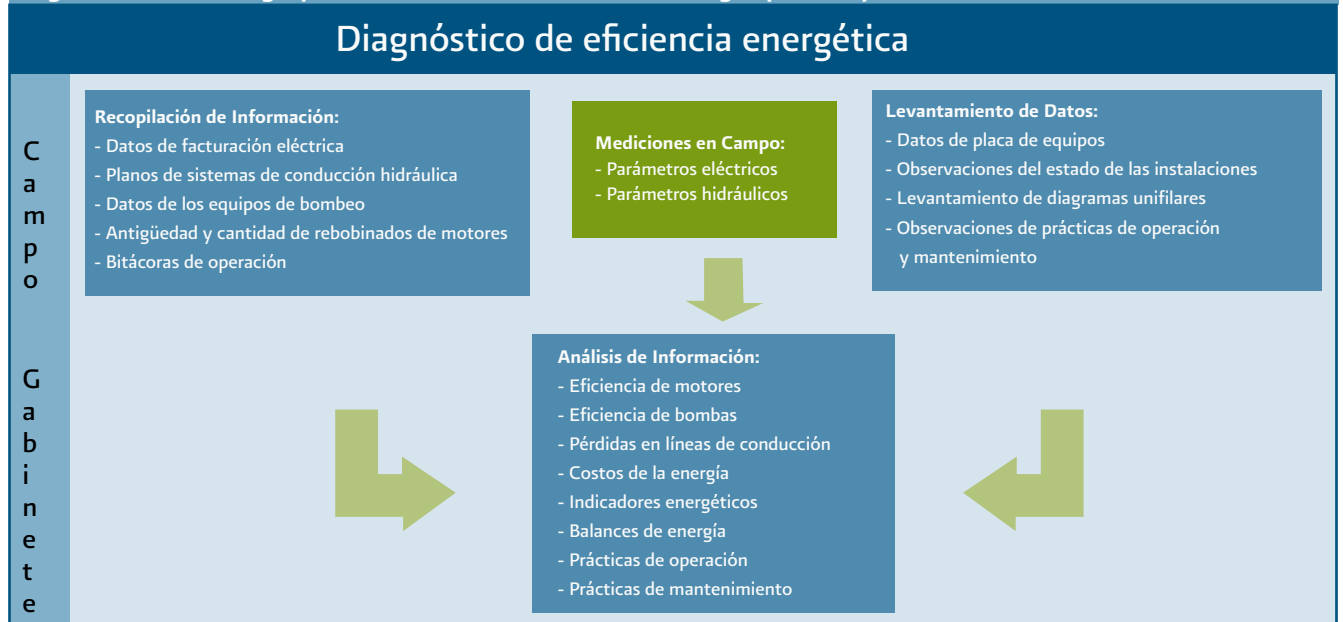 Diagnóstico de eficiencia energética
Campo
Recopilación de Información:
- Datos de facturación eléctrica
- Planos de sistemas de conducción hidráulica
- Datos de los equipos de bombeo
- Antigüedad y cantidad de rebobinados de motores
- Bitácoras de operación
Mediciones en Campo:
- Parámetros eléctricos
- Parámetros hidráulicos
Levantamiento de Datos:
- Datos de placa de equipos
- Observaciones del estado de las instalaciones
- Levantamiento de diagramas unifilares
- Observaciones de prácticas de operación
y mantenimiento
Gabinete
Análisis de Información:
- Eficiencia de motores
- Eficiencia de bombas
- Pérdidas en líneas de conducción
- Costos de la energía
- Indicadores energéticos
- Balances de energía
- Prácticas de operación
- Prácticas de mantenimiento